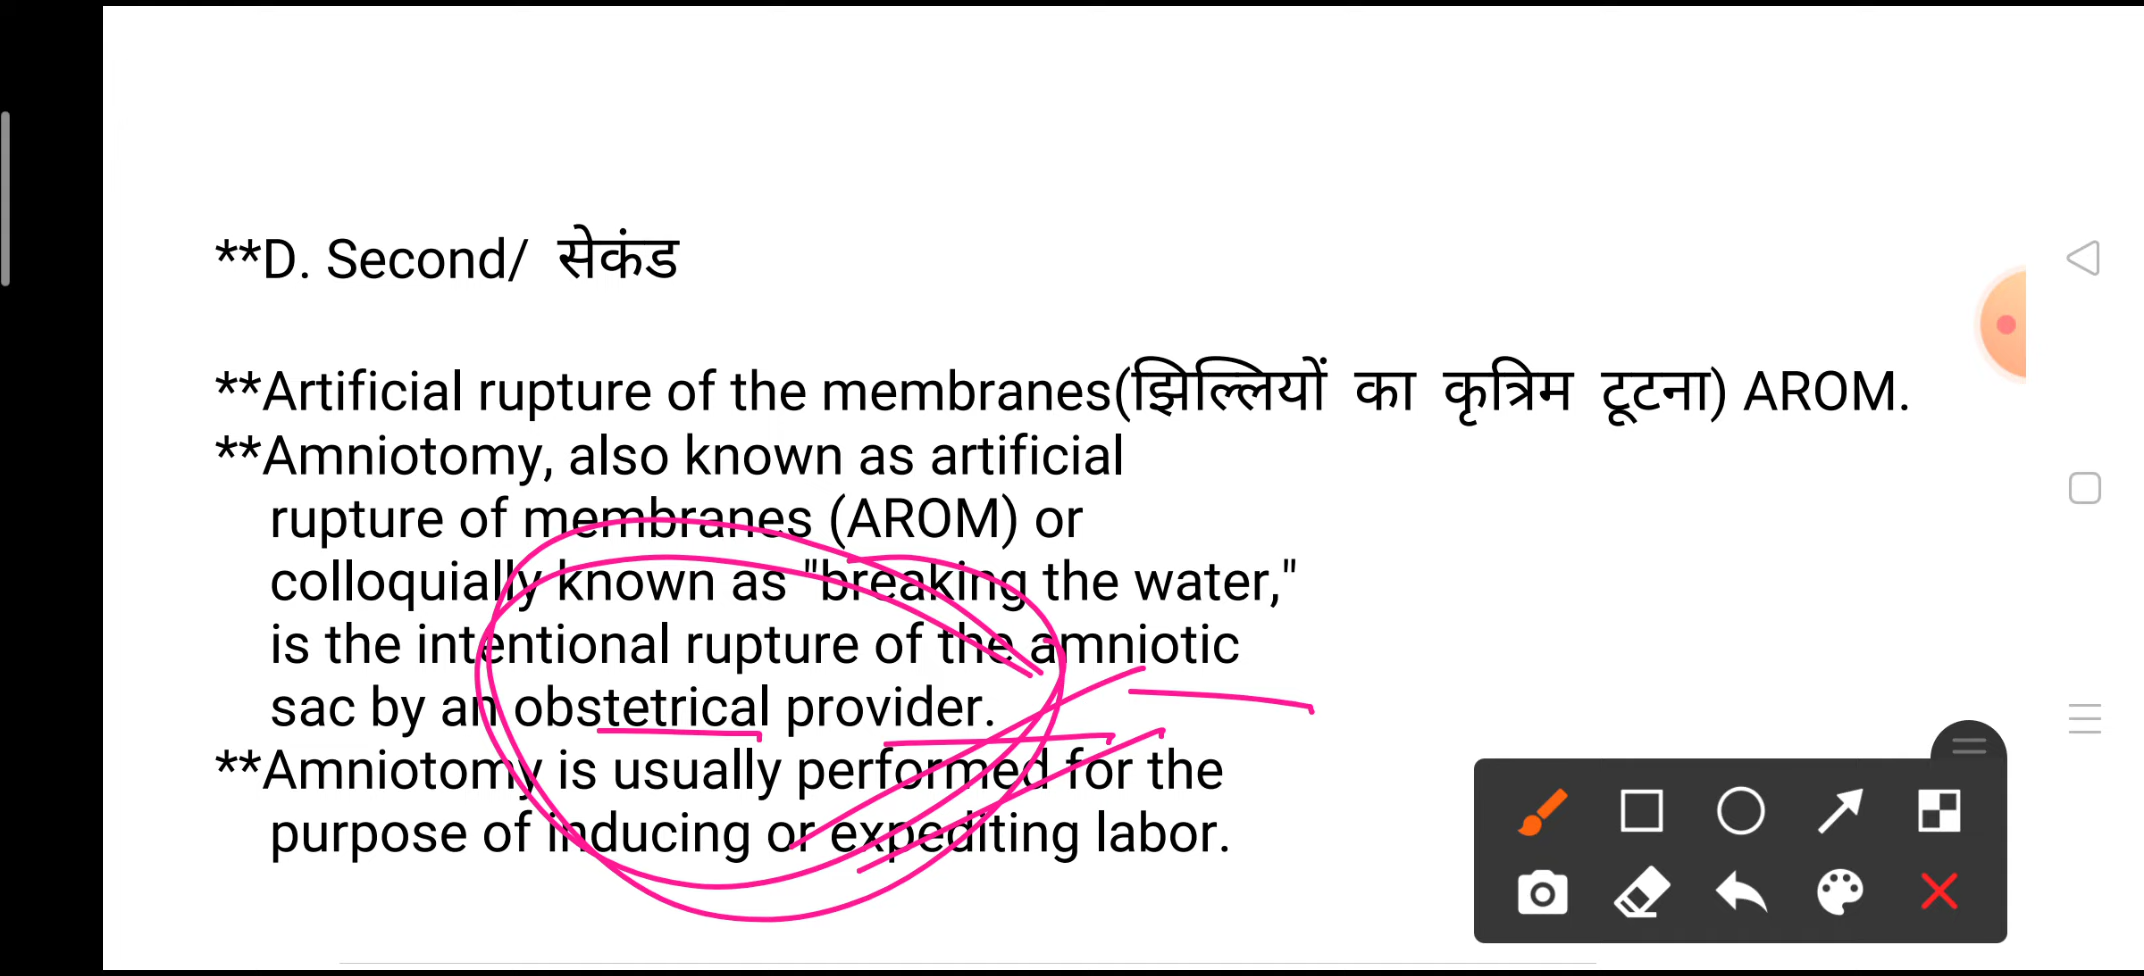 **D. Second/ सेकंड
**Artificial rupture of the membranes(झिल्लियों का कृत्रिम टूटना) AROM.
**Amniotomy, also known as artificial
rupture of membranes (AROM) or
colloquially known as "breaking the water,"
is the intentional rupture of the amniotic
sac by an obstetrical provider.
**Amniotomy is usually performed for the
purpose of inducing or expediting labor.